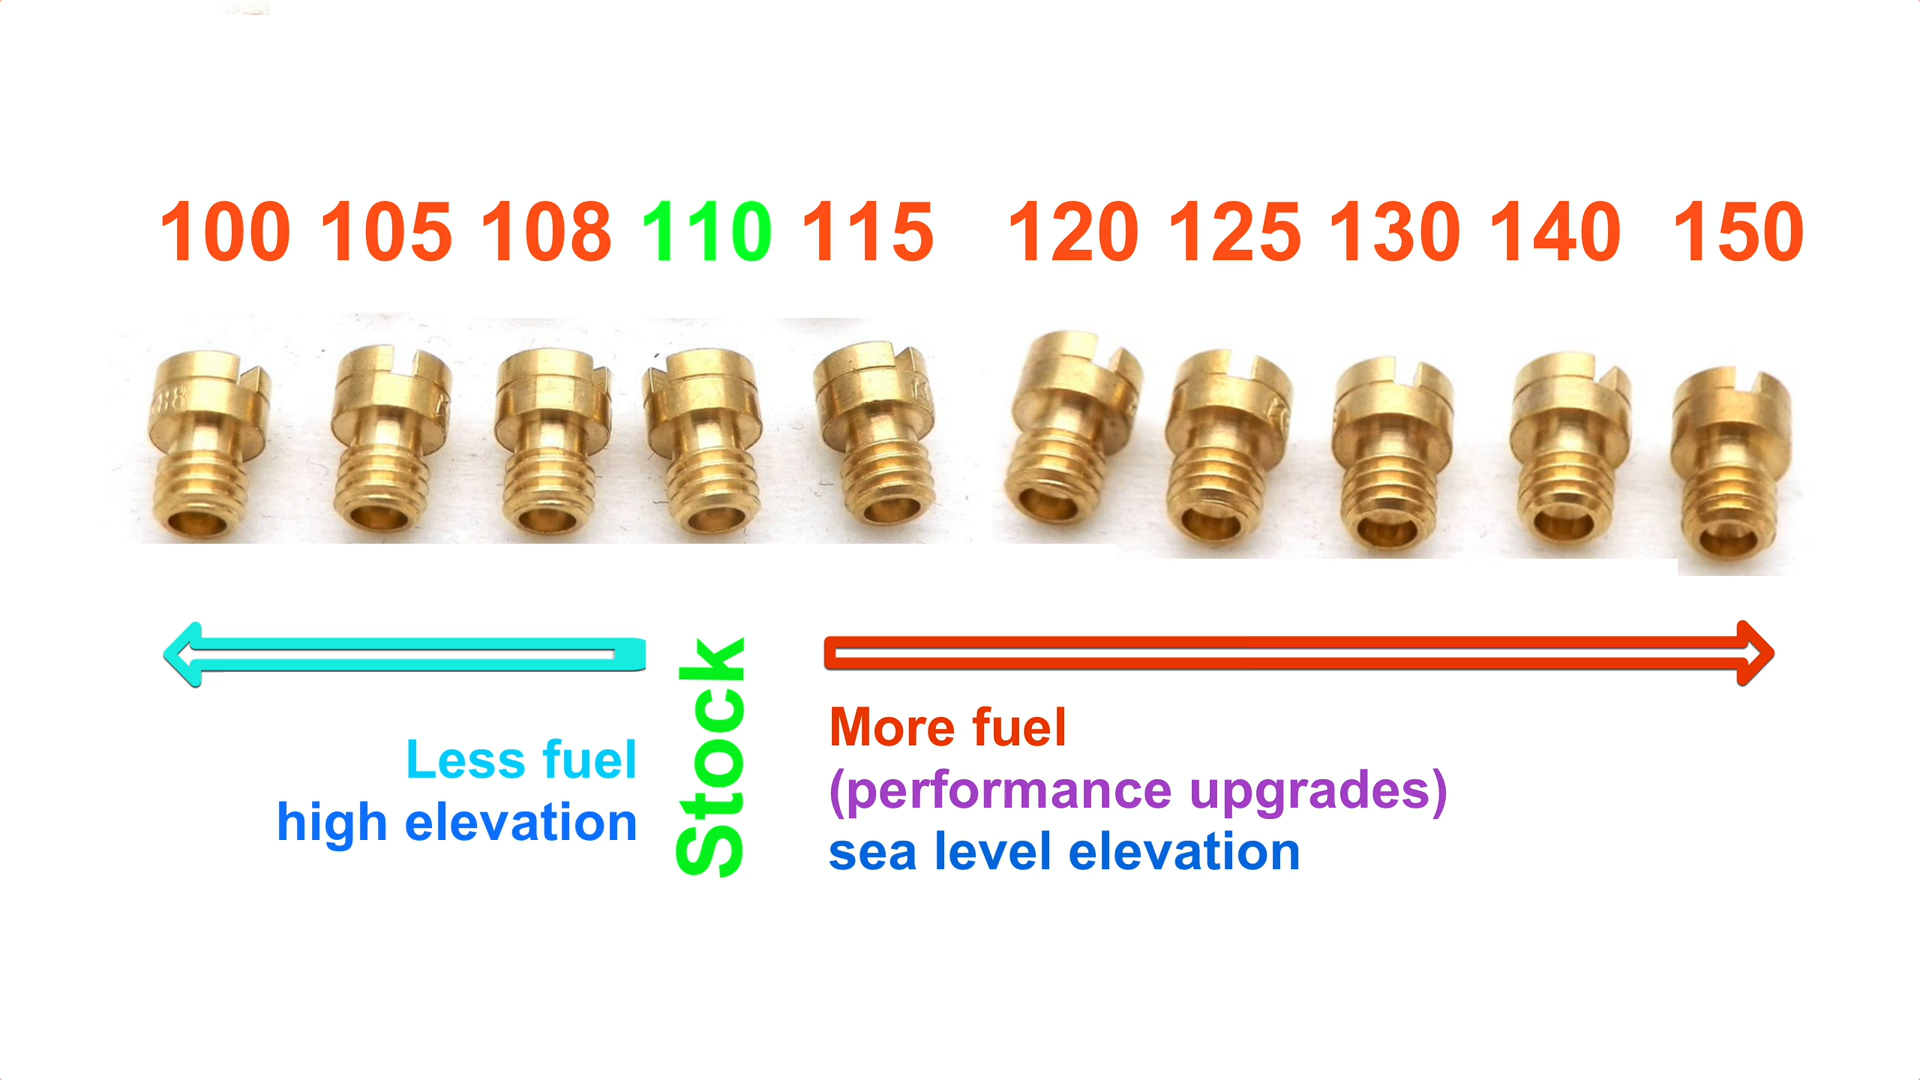 100 105 108 110 115 120 125 130 140 150
88
Stock
Less fuel
high elevation
More fuel
(performance upgrades)
sea level elevation